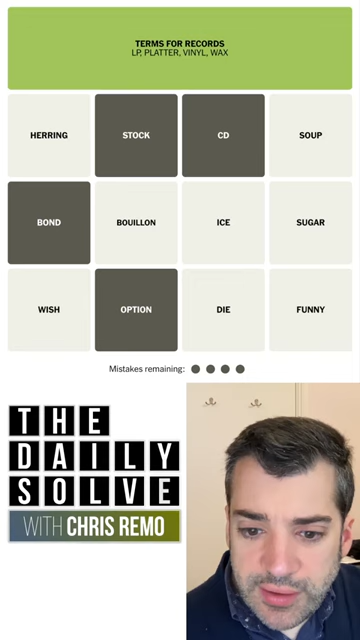 TERMS FOR RECORDS
LP, PLATTER, VINYL, WAX
HERRING STOCK CD SOUP
BOND BOUILLON ICE SUGAR
WISH OPTION DIE FUNNY
Mistakes remaining:
THE
DAILY
SOLVE
WITH CHRIS REMO